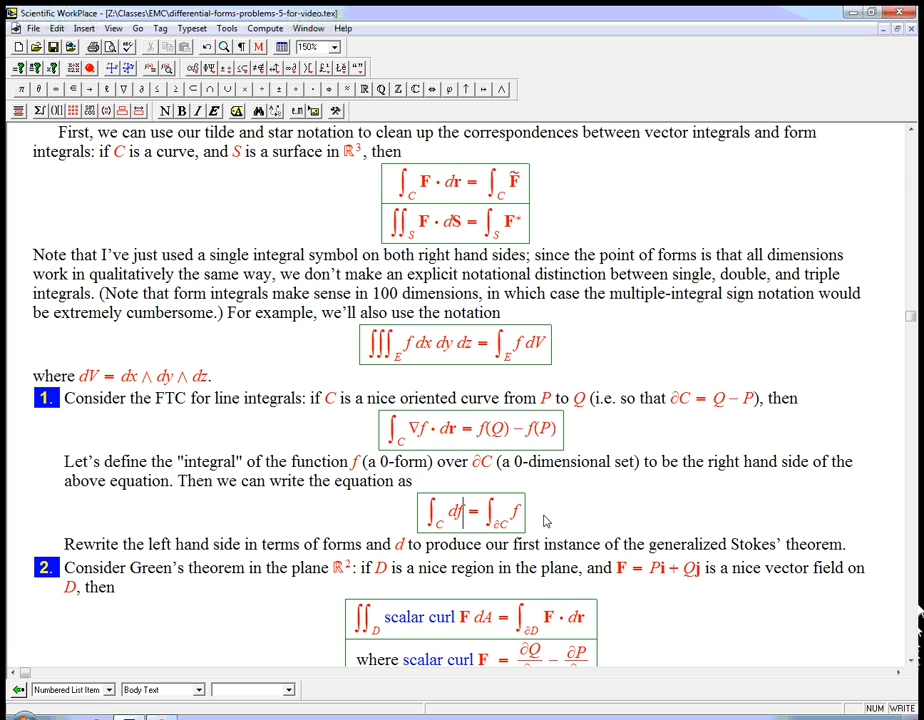 Scientific WorkPlace - [Z:\Classes\EMC\differential-forms-problems-5-for-video.tex]
File Edit Insert View Go Tag Typeset Tools Compute Window Help
150%
N B I E
First, we can use our tilde and star notation to clean up the correspondences between vector integrals and form
integrals: if C is a curve, and S is a surface in ℝ³, then
∫_C F · dr = ∫_C F̃
∬_S F · dS = ∫_S F*
Note that I've just used a single integral symbol on both right hand sides; since the point of forms is that all dimensions
work in qualitatively the same way, we don't make an explicit notational distinction between single, double, and triple
integrals. (Note that form integrals make sense in 100 dimensions, in which case the multiple-integral sign notation would
be extremely cumbersome.) For example, we'll also use the notation
∭_E f dx dy dz = ∫_E f dV
where dV = dx ∧ dy ∧ dz.
1. Consider the FTC for line integrals: if C is a nice oriented curve from P to Q (i.e. so that ∂C = Q − P), then
∫_C ∇f · dr = f(Q) − f(P)
Let's define the "integral" of the function f (a 0-form) over ∂C (a 0-dimensional set) to be the right hand side of the
above equation. Then we can write the equation as
∫_C df = ∫_∂C f
Rewrite the left hand side in terms of forms and d to produce our first instance of the generalized Stokes' theorem.
2. Consider Green's theorem in the plane ℝ²: if D is a nice region in the plane, and F = Pi + Qj is a nice vector field on
D, then
∬_D scalar curl F dA = ∫_∂D F · dr
where scalar curl F = ∂Q − ∂P
Numbered List Item Body Text
NUM WRITE